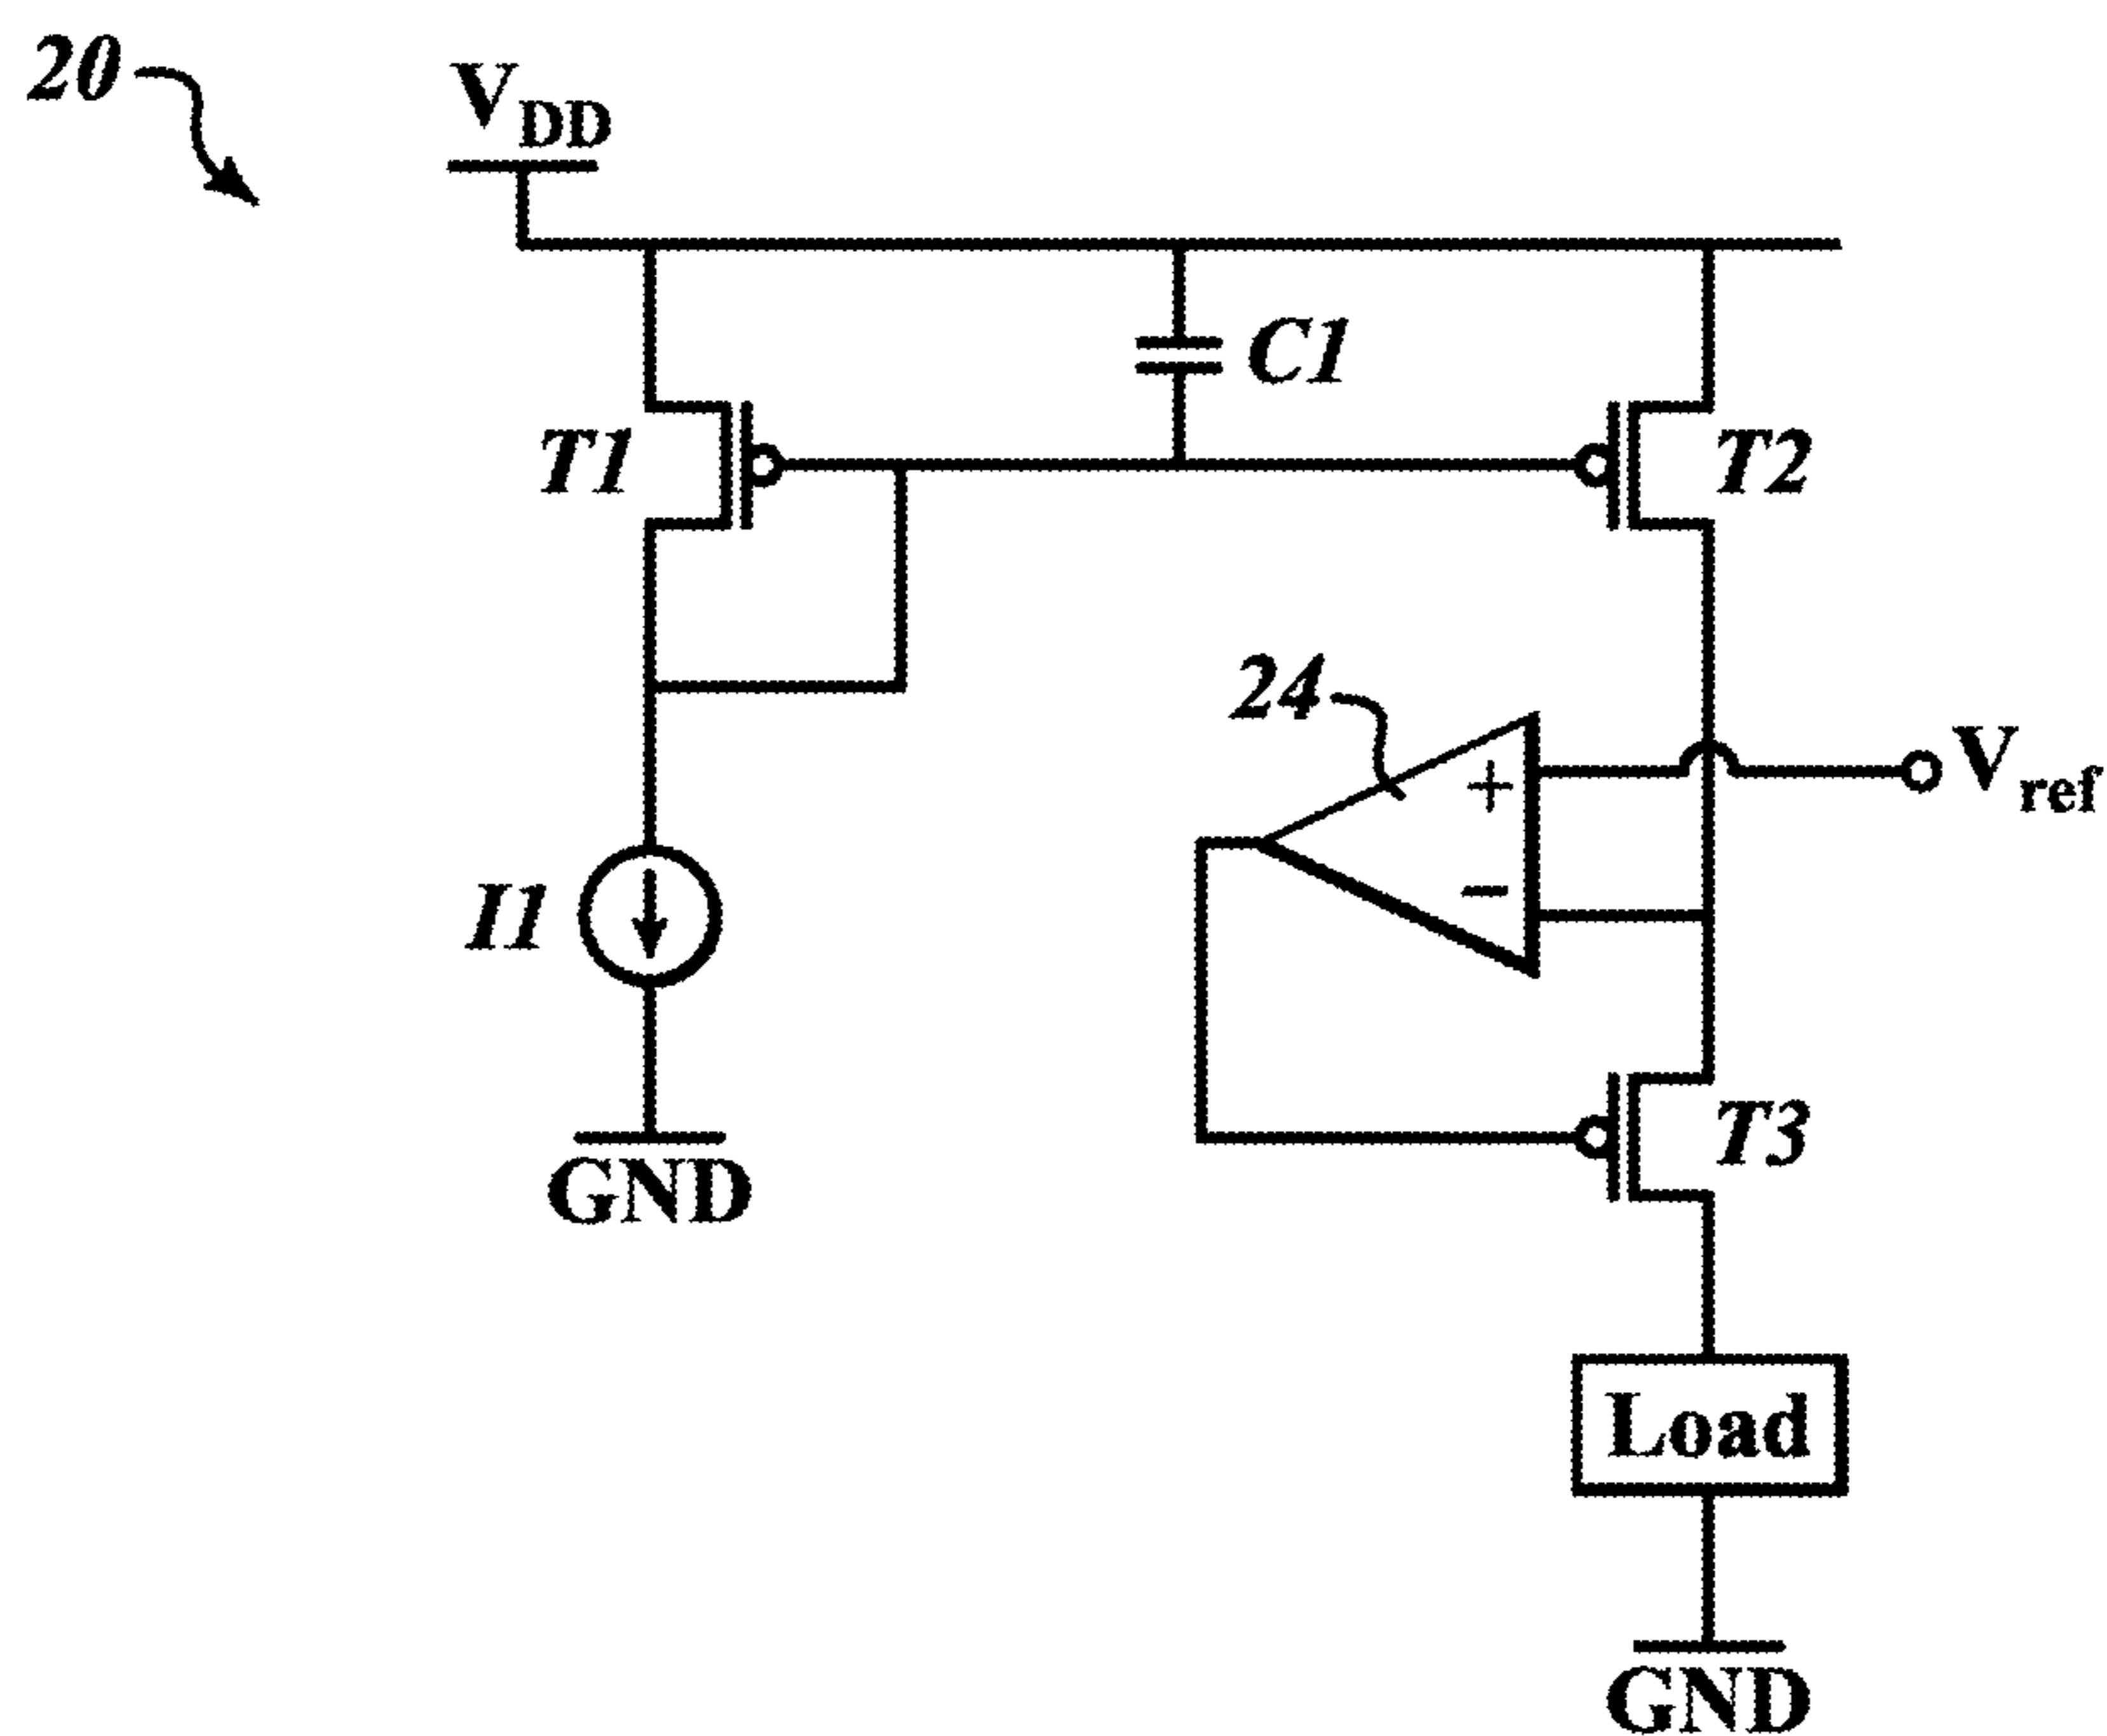 20
VDD
C1
T1
T2
24
+
Vref
−
I1
T3
GND
Load
GND